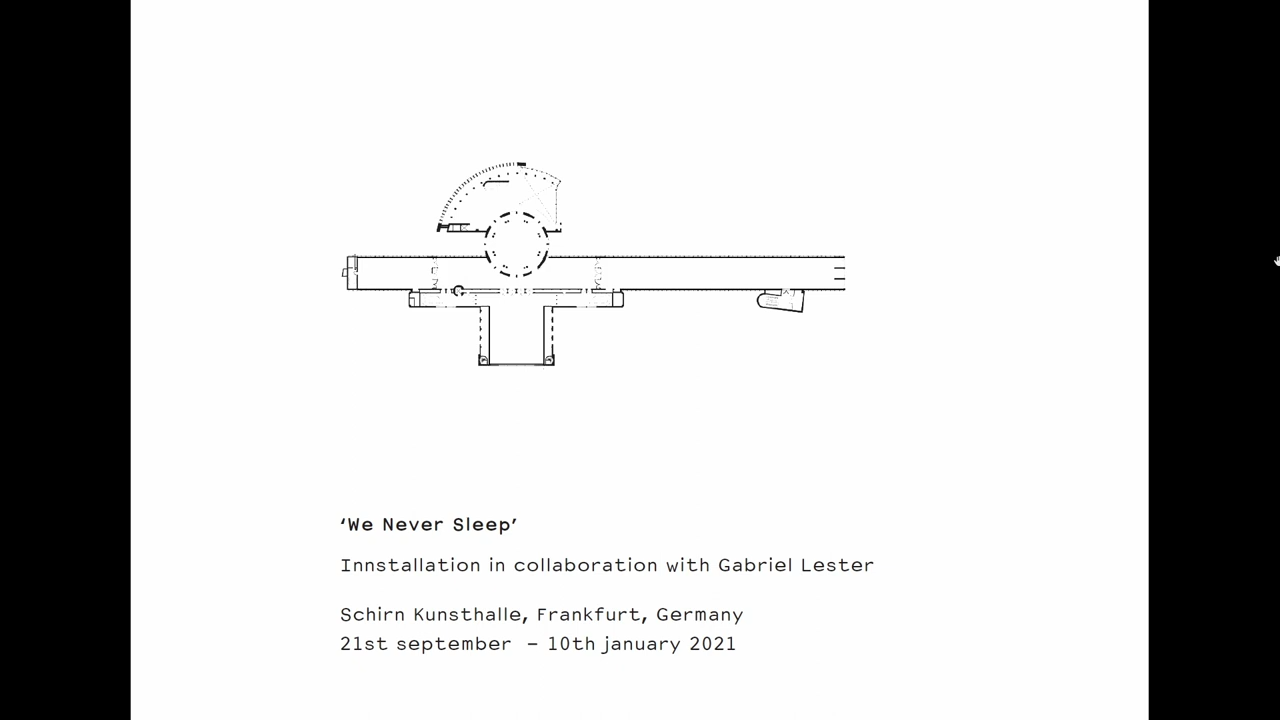 ‘We Never Sleep’
Innstallation in collaboration with Gabriel Lester
Schirn Kunsthalle, Frankfurt, Germany
21st september – 10th january 2021